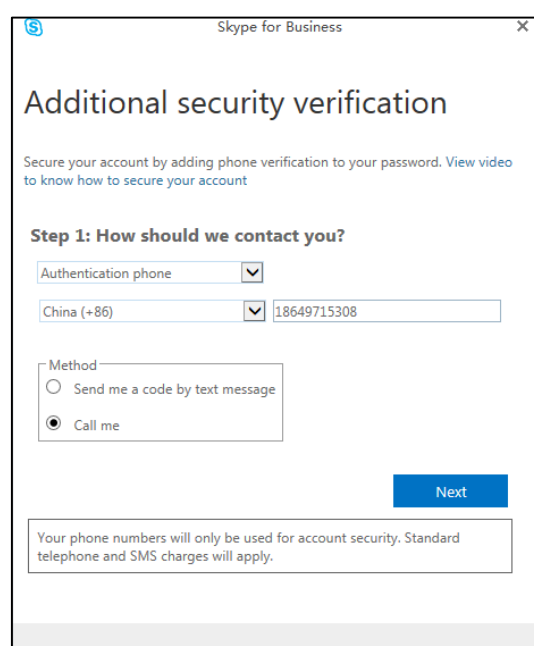 Skype for Business
Additional security verification
Secure your account by adding phone verification to your password. View video
to know how to secure your account
Step 1: How should we contact you?
Authentication phone
China (+86) 18649715308
Method
Send me a code by text message
Call me
Next
Your phone numbers will only be used for account security. Standard
telephone and SMS charges will apply.